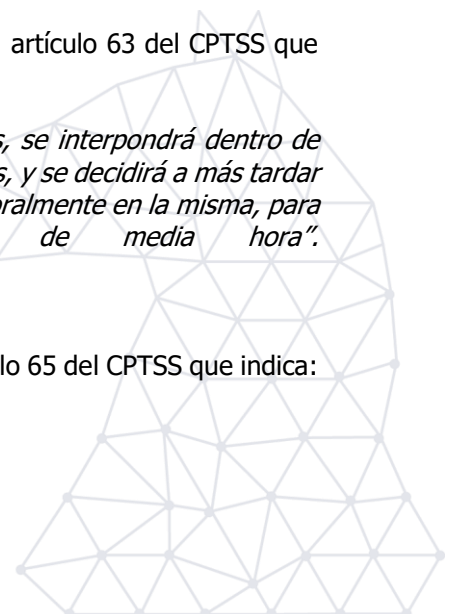 artículo 63 del CPTSS que
s, se interpondrá dentro de
s, y se decidirá a más tardar
oralmente en la misma, para
de media hora”.
lo 65 del CPTSS que indica: